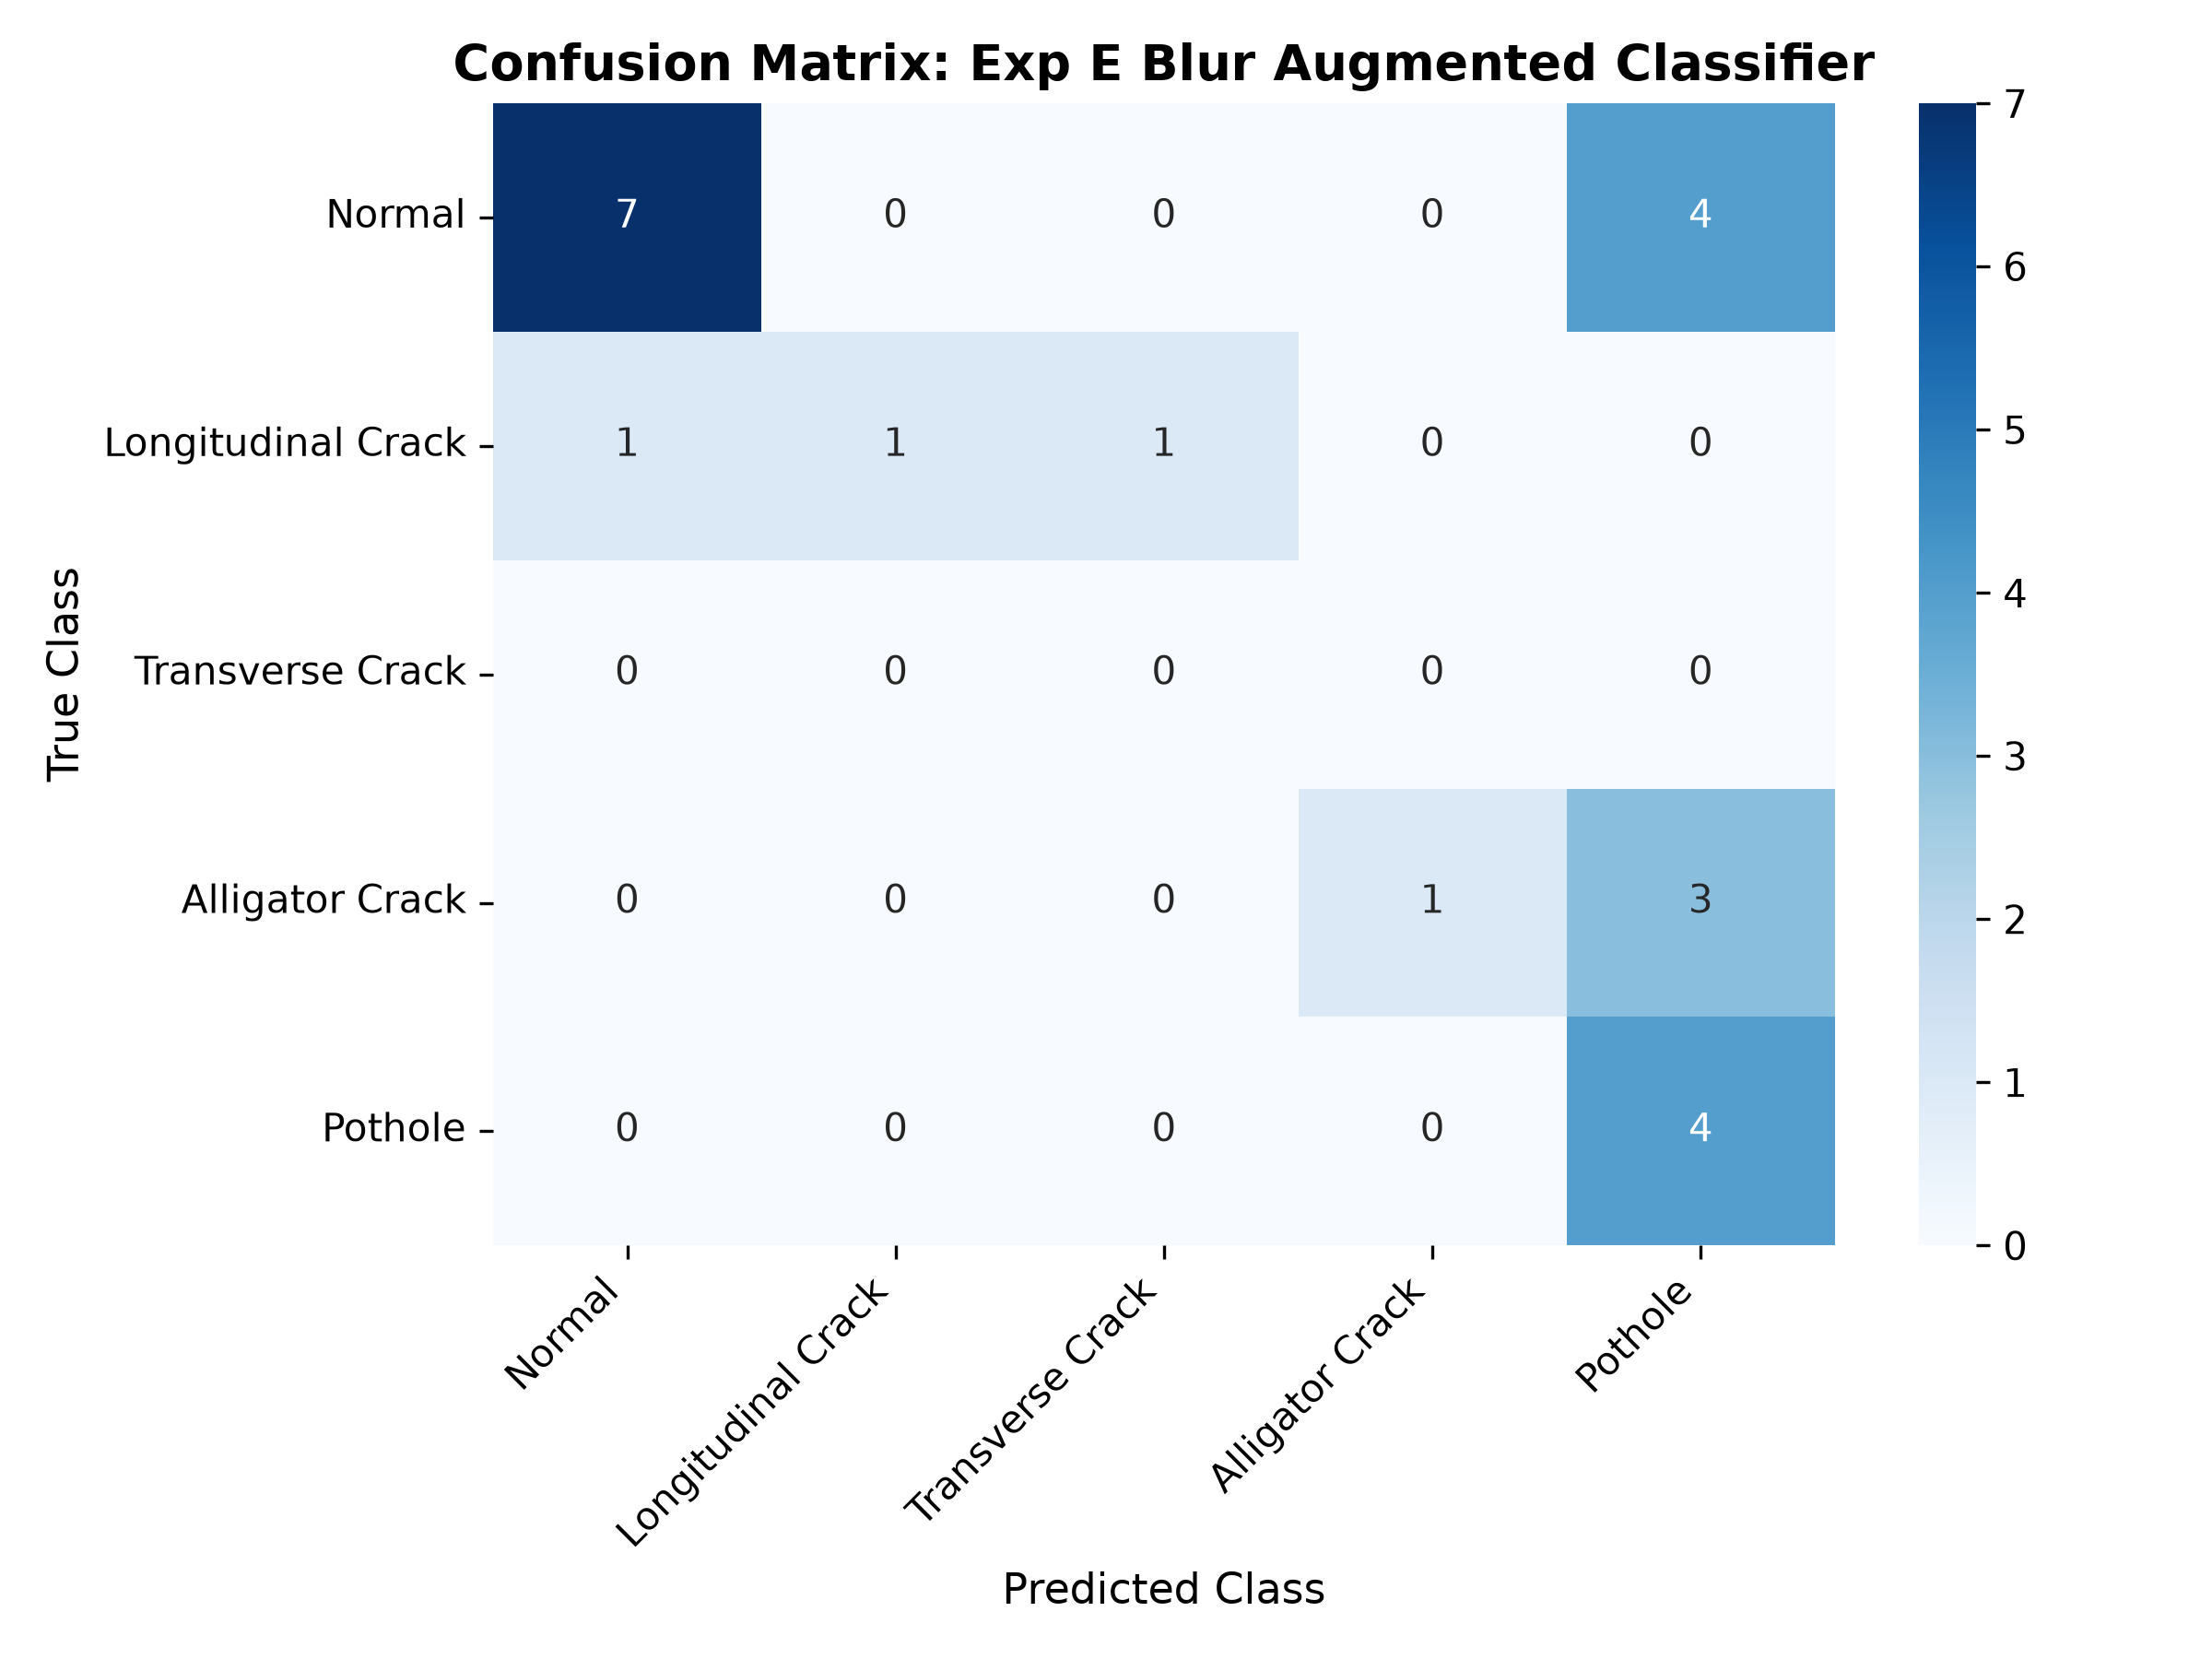 Confusion Matrix: Exp E Blur Augmented Classifier
True Class
Normal 7 0 0 0 4
Longitudinal Crack 1 1 1 0 0
Transverse Crack 0 0 0 0 0
Alligator Crack 0 0 0 1 3
Pothole 0 0 0 0 4
Normal
Longitudinal Crack
Transverse Crack
Alligator Crack
Pothole
Predicted Class
7
6
5
4
3
2
1
0